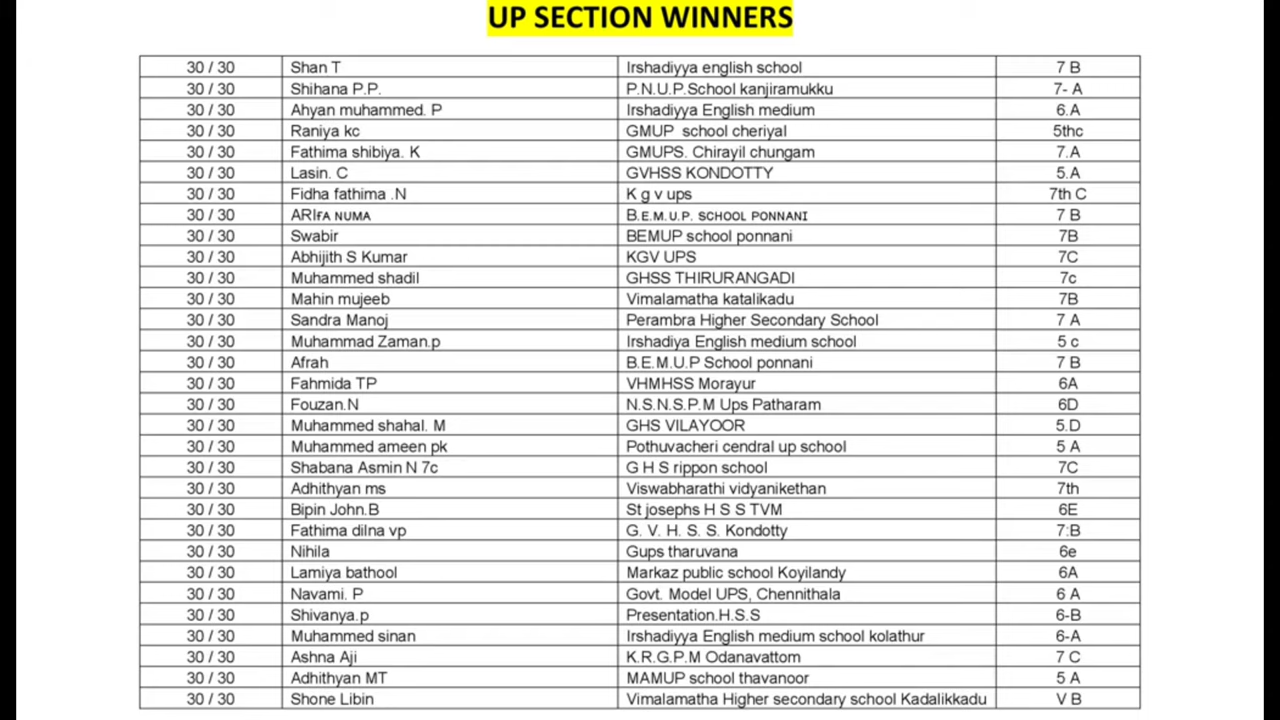 UP SECTION WINNERS
30 / 30 Shan T Irshadiyya english school 7 B
30 / 30 Shihana P.P. P.N.U.P.School kanjiramukku 7- A
30 / 30 Ahyan muhammed. P Irshadiyya English medium 6.A
30 / 30 Raniya kc GMUP school cheriyal 5thc
30 / 30 Fathima shibiya. K GMUPS. Chirayil chungam 7.A
30 / 30 Lasin. C GVHSS KONDOTTY 5.A
30 / 30 Fidha fathima .N K g v ups 7th C
30 / 30 ARIꜰᴀ ɴᴜᴍᴀ B.ᴇ.ᴍ.ᴜ.ᴘ. ꜱᴄʜᴏᴏʟ ᴘᴏɴɴᴀɴɪ 7 B
30 / 30 Swabir BEMUP school ponnani 7B
30 / 30 Abhijith S Kumar KGV UPS 7C
30 / 30 Muhammed shadil GHSS THIRURANGADI 7c
30 / 30 Mahin mujeeb Vimalamatha katalikadu 7B
30 / 30 Sandra Manoj Perambra Higher Secondary School 7 A
30 / 30 Muhammad Zaman.p Irshadiya English medium school 5 c
30 / 30 Afrah B.E.M.U.P School ponnani 7 B
30 / 30 Fahmida TP VHMHSS Morayur 6A
30 / 30 Fouzan.N N.S.N.S.P.M Ups Patharam 6D
30 / 30 Muhammed shahal. M GHS VILAYOOR 5.D
30 / 30 Muhammed ameen pk Pothuvacheri cendral up school 5 A
30 / 30 Shabana Asmin N 7c G H S rippon school 7C
30 / 30 Adhithyan ms Viswabharathi vidyanikethan 7th
30 / 30 Bipin John.B St josephs H S S TVM 6E
30 / 30 Fathima dilna vp G. V. H. S. S. Kondotty 7:B
30 / 30 Nihila Gups tharuvana 6e
30 / 30 Lamiya bathool Markaz public school Koyilandy 6A
30 / 30 Navami. P Govt. Model UPS, Chennithala 6 A
30 / 30 Shivanya.p Presentation.H.S.S 6-B
30 / 30 Muhammed sinan Irshadiyya English medium school kolathur 6-A
30 / 30 Ashna Aji K.R.G.P.M Odanavattom 7 C
30 / 30 Adhithyan MT MAMUP school thavanoor 5 A
30 / 30 Shone Libin Vimalamatha Higher secondary school Kadalikkadu V B